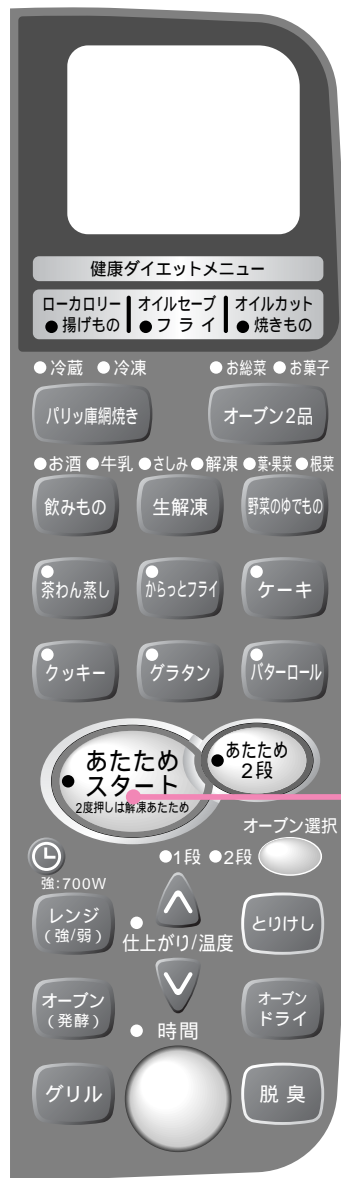 健康ダイエットメニュー
ローカロリー オイルセーブ オイルカット
●揚げもの ●フライ ●焼きもの
●冷蔵 ●冷凍 ●お総菜 ●お菓子
パリッ庫網焼き オーブン2品
●お酒 ●牛乳 ●さしみ ●解凍 ●葉・果菜 ●根菜
飲みもの 生解凍 野菜のゆでもの
茶わん蒸し からっとフライ ケーキ
クッキー グラタン バターロール
あたため
スタート
2度押しは解凍あたため
あたため
2段
オーブン選択
●1段 ●2段
強:700W
レンジ
(強/弱)
仕上がり/温度
とりけし
オーブン
(発酵)
オーブン
ドライ
時間
グリル
脱臭